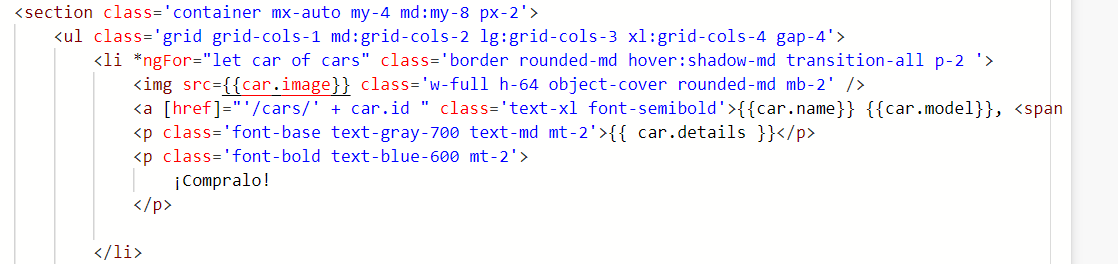 <section class='container mx-auto my-4 md:my-8 px-2'>
<ul class='grid grid-cols-1 md:grid-cols-2 lg:grid-cols-3 xl:grid-cols-4 gap-4'>
<li *ngFor="let car of cars" class='border rounded-md hover:shadow-md transition-all p-2 '>
<img src={{car.image}} class='w-full h-64 object-cover rounded-md mb-2' />
<a [href]="'/cars/' + car.id " class='text-xl font-semibold'>{{car.name}} {{car.model}}, <span
<p class='font-base text-gray-700 text-md mt-2'>{{ car.details }}</p>
<p class='font-bold text-blue-600 mt-2'>
¡Compralo!
</p>
</li>